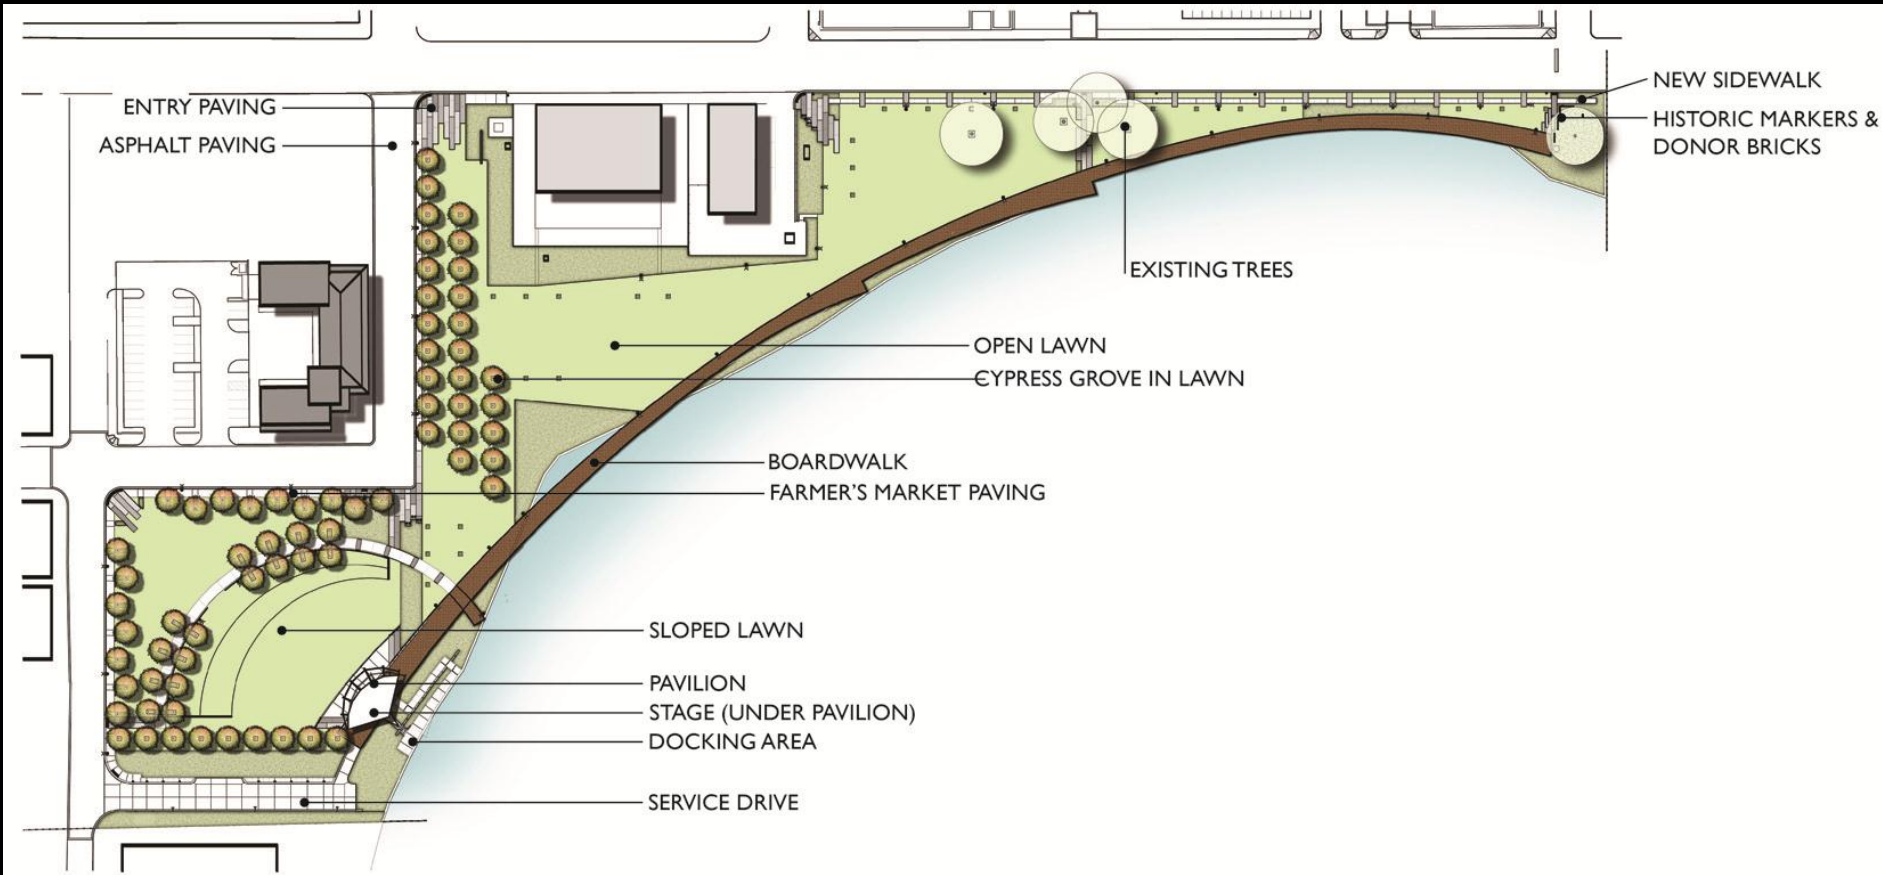 ENTRY PAVING
ASPHALT PAVING
NEW SIDEWALK
HISTORIC MARKERS &
DONOR BRICKS
EXISTING TREES
OPEN LAWN
CYPRESS GROVE IN LAWN
BOARDWALK
FARMER'S MARKET PAVING
SLOPED LAWN
PAVILION
STAGE (UNDER PAVILION)
DOCKING AREA
SERVICE DRIVE